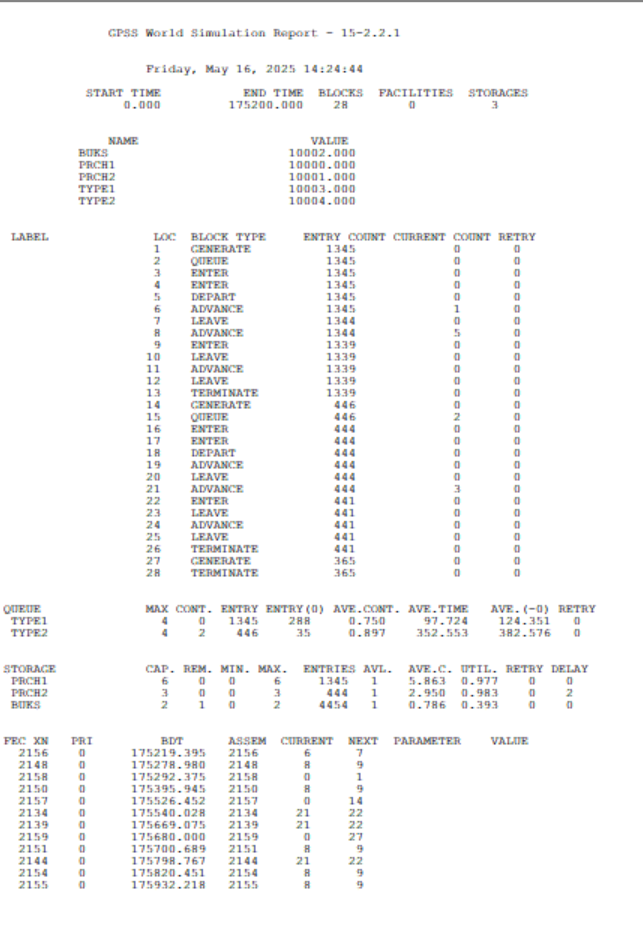 GPSS World Simulation Report - 15-2.2.1
Friday, May 16, 2025 14:24:44
START TIME END TIME BLOCKS FACILITIES STORAGES
0.000 175200.000 28 0 3
NAME VALUE
BUKS 10002.000
PRCH1 10000.000
PRCH2 10001.000
TYPE1 10003.000
TYPE2 10004.000
LABEL LOC BLOCK TYPE ENTRY COUNT CURRENT COUNT RETRY
1 GENERATE 1345 0 0
2 QUEUE 1345 0 0
3 ENTER 1345 0 0
4 ENTER 1345 0 0
5 DEPART 1345 0 0
6 ADVANCE 1345 1 0
7 LEAVE 1344 0 0
8 ADVANCE 1344 5 0
9 ENTER 1339 0 0
10 LEAVE 1339 0 0
11 ADVANCE 1339 0 0
12 LEAVE 1339 0 0
13 TERMINATE 1339 0 0
14 GENERATE 446 0 0
15 QUEUE 446 2 0
16 ENTER 444 0 0
17 ENTER 444 0 0
18 DEPART 444 0 0
19 ADVANCE 444 0 0
20 LEAVE 444 0 0
21 ADVANCE 444 3 0
22 ENTER 441 0 0
23 LEAVE 441 0 0
24 ADVANCE 441 0 0
25 LEAVE 441 0 0
26 TERMINATE 441 0 0
27 GENERATE 365 0 0
28 TERMINATE 365 0 0
QUEUE MAX CONT. ENTRY ENTRY(0) AVE.CONT. AVE.TIME AVE.(-0) RETRY
TYPE1 4 0 1345 288 0.750 97.724 124.351 0
TYPE2 4 2 446 35 0.897 352.553 382.576 0
STORAGE CAP. REM. MIN. MAX. ENTRIES AVL. AVE.C. UTIL. RETRY DELAY
PRCH1 6 0 0 6 1345 1 5.863 0.977 0 0
PRCH2 3 0 0 3 444 1 2.950 0.983 0 2
BUKS 2 1 0 2 4454 1 0.786 0.393 0 0
FEC XN PRI BDT ASSEM CURRENT NEXT PARAMETER VALUE
2156 0 175219.395 2156 6 7
2148 0 175278.980 2148 8 9
2158 0 175292.375 2158 0 1
2150 0 175395.945 2150 8 9
2157 0 175526.452 2157 0 14
2134 0 175540.028 2134 21 22
2139 0 175669.075 2139 21 22
2159 0 175680.000 2159 0 27
2151 0 175700.689 2151 8 9
2144 0 175798.767 2144 21 22
2154 0 175820.451 2154 8 9
2155 0 175932.218 2155 8 9